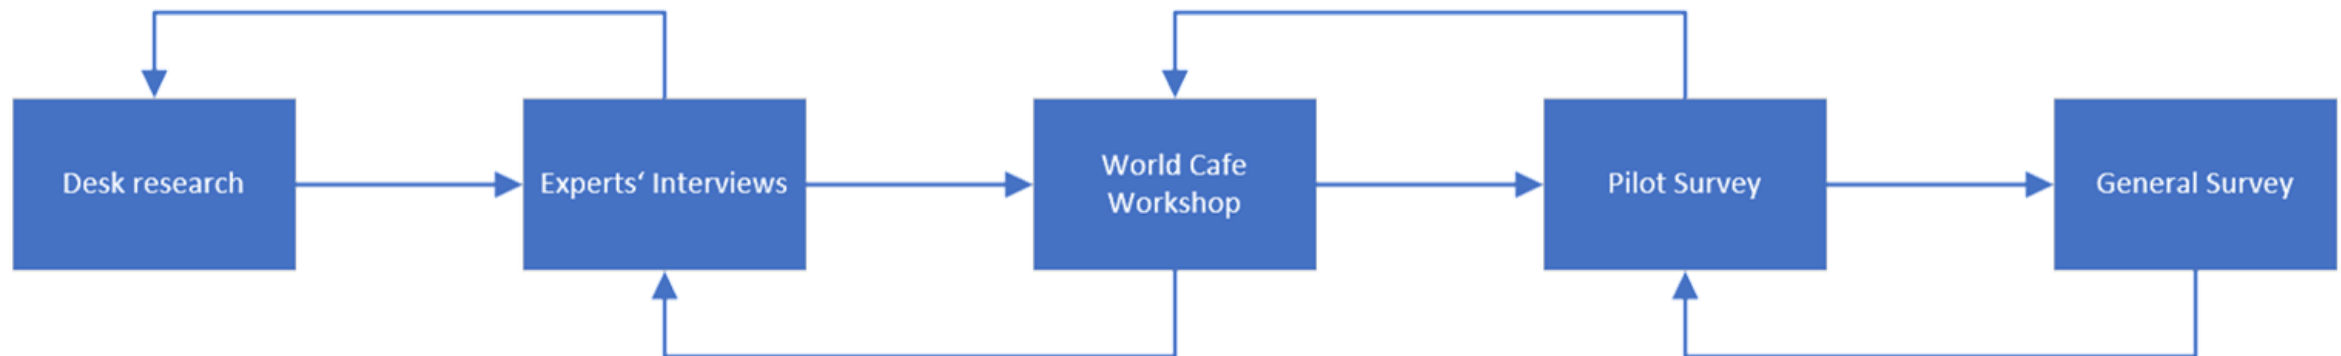 Desk research
Experts‘ Interviews
World Cafe
Workshop
Pilot Survey
General Survey